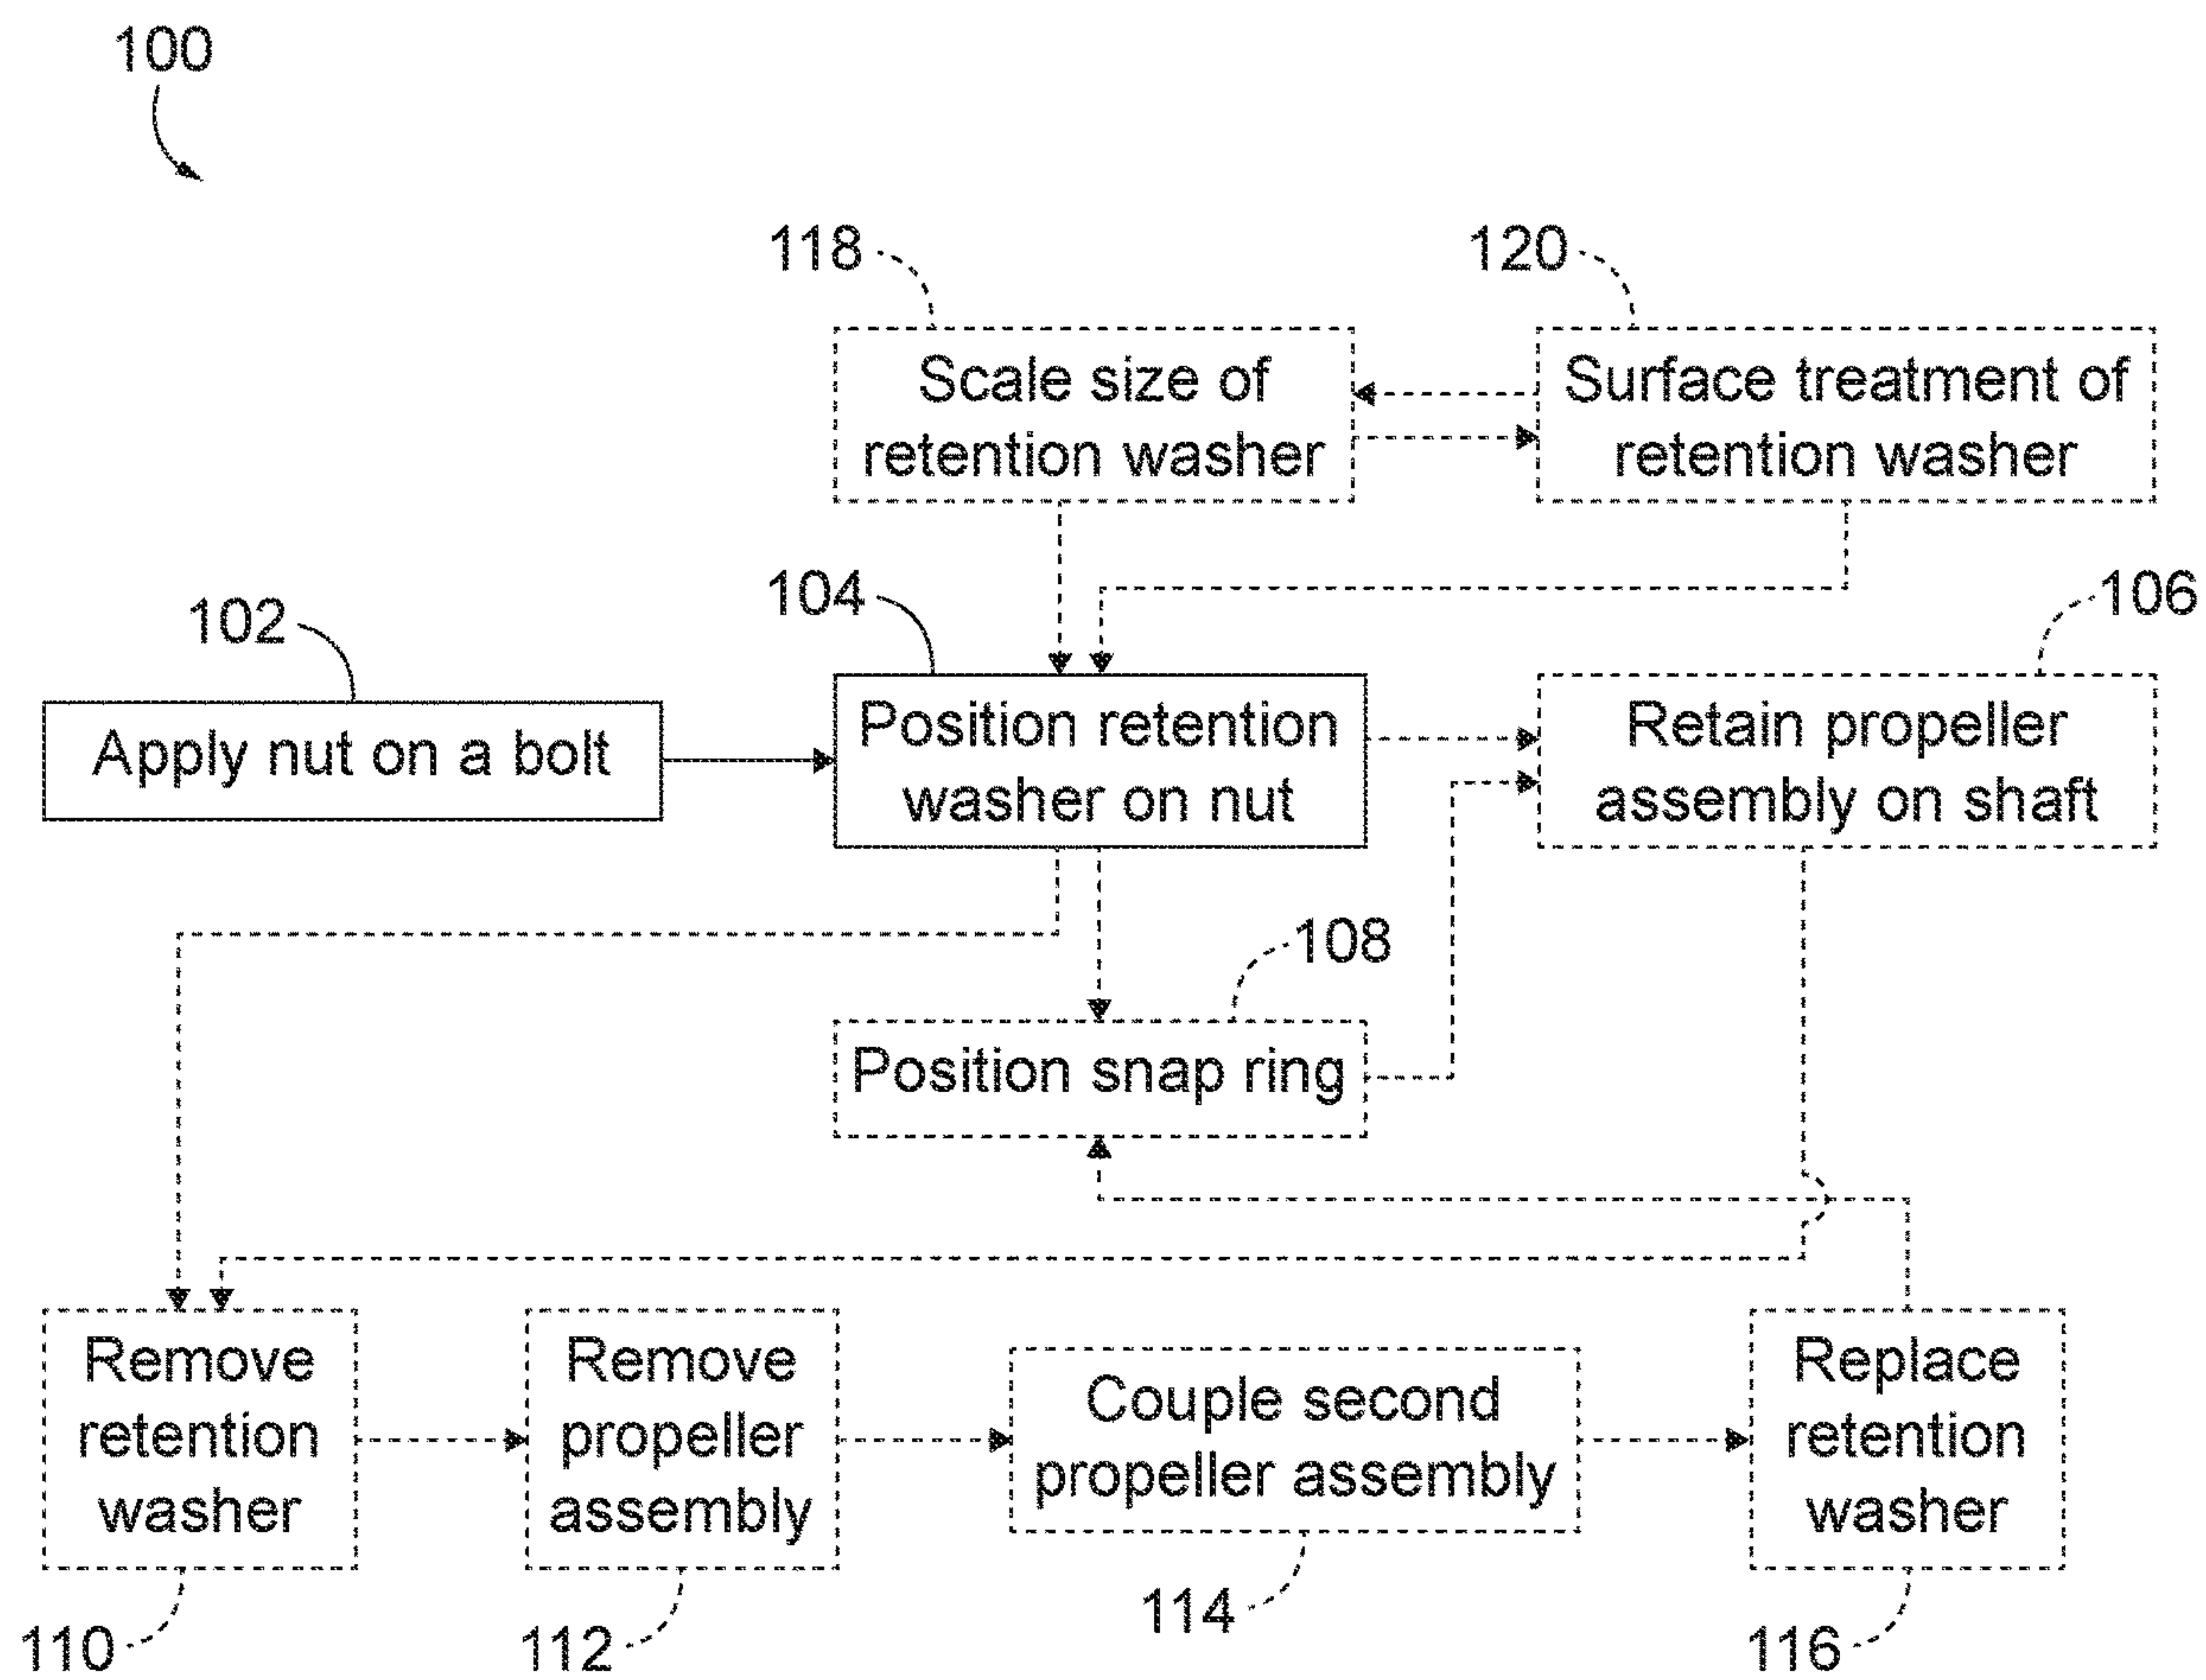 100
118
120
Scale size of
retention washer
Surface treatment of
retention washer
102
104
106
Apply nut on a bolt
Position retention
washer on nut
Retain propeller
assembly on shaft
108
Position snap ring
Remove
retention
washer
Remove
propeller
assembly
Couple second
propeller assembly
Replace
retention
washer
110
112
114
116